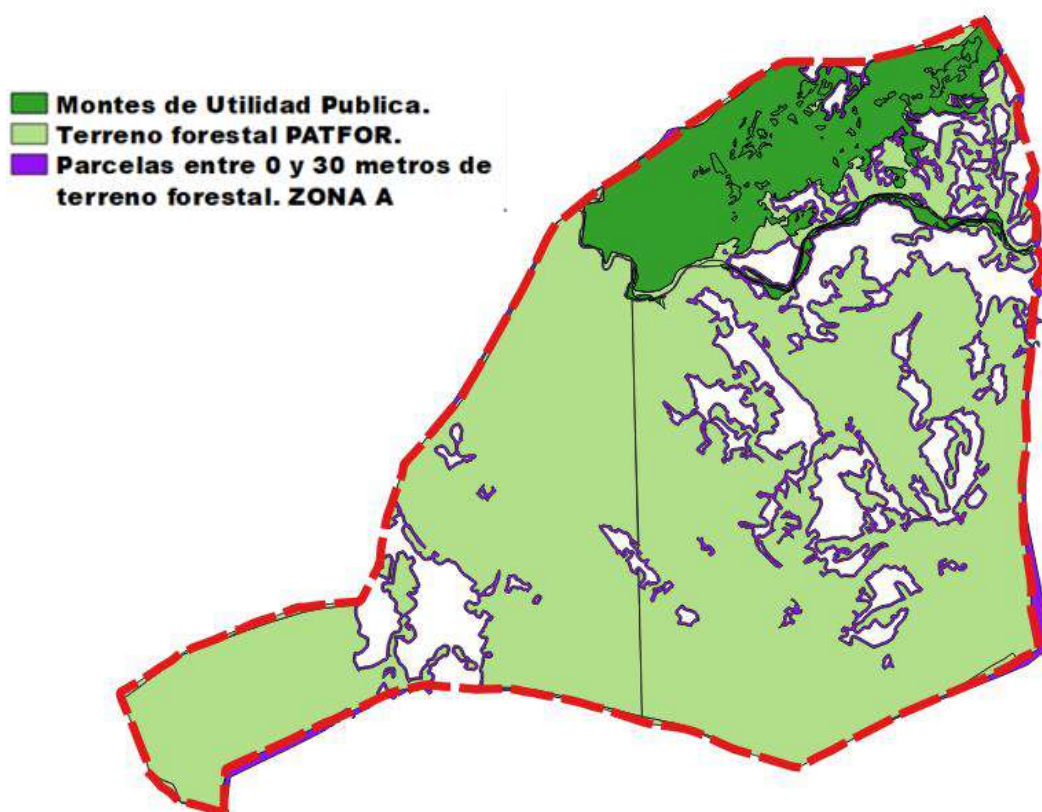 Montes de Utilidad Publica.
Terreno forestal PATFOR.
Parcelas entre 0 y 30 metros de
terreno forestal. ZONA A